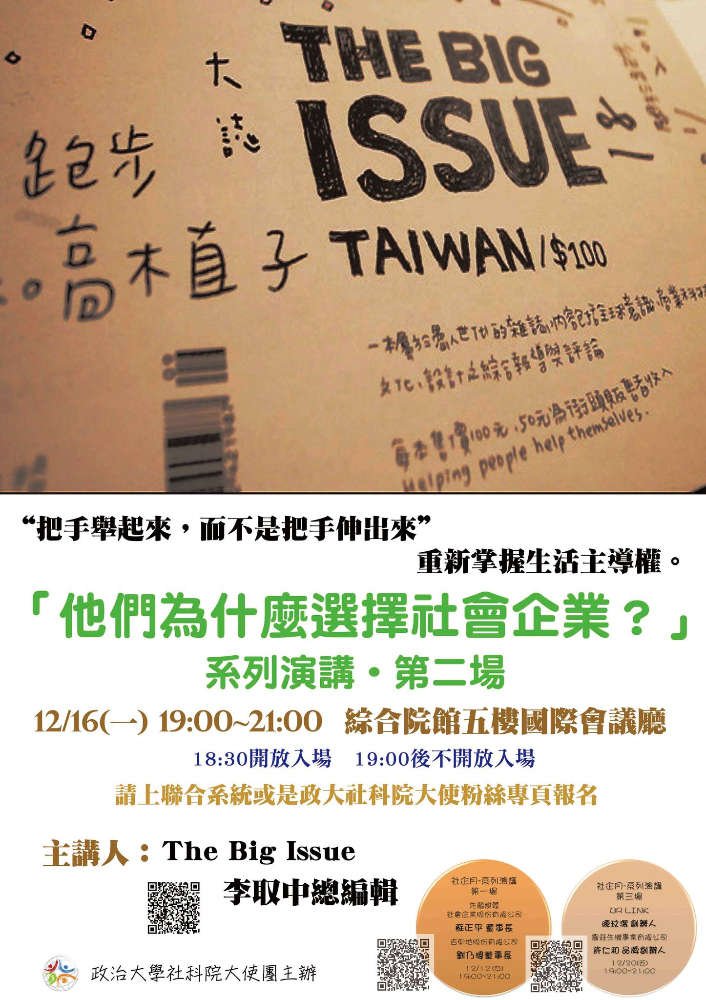 THE BIG
ISSUE
大
誌
TAIWAN/$100
跑步
高木直子
一本屬於愚人世代的雜誌,內容包括全球意識、商業科技
文化、設計之綜合報導與評論
每本售價100元,50元為街頭販售者收入
Helping people help themselves.
“把手舉起來，而不是把手伸出來”
重新掌握生活主導權。
「他們為什麼選擇社會企業？」
系列演講・第二場
12/16(一) 19:00~21:00 綜合院館五樓國際會議廳
18:30開放入場 19:00後不開放入場
請上聯合系統或是政大社科院大使粉絲專頁報名
主講人：The Big Issue
李取中總編輯
社企月-系列演講
第一場
先驅媒體
社會企業股份有限公司
蘇正平 董事長
吉甲地股份有限公司
劉乃瑋董事長
12/12(四)
19:00~21:00
社企月-系列演講
第三場
BR LINK
陳玟潔 創辦人
農莊生機事業有限公司
許仁和 品牌創辦人
12/20(五)
19:00~21:00
政治大學社科院大使團主辦